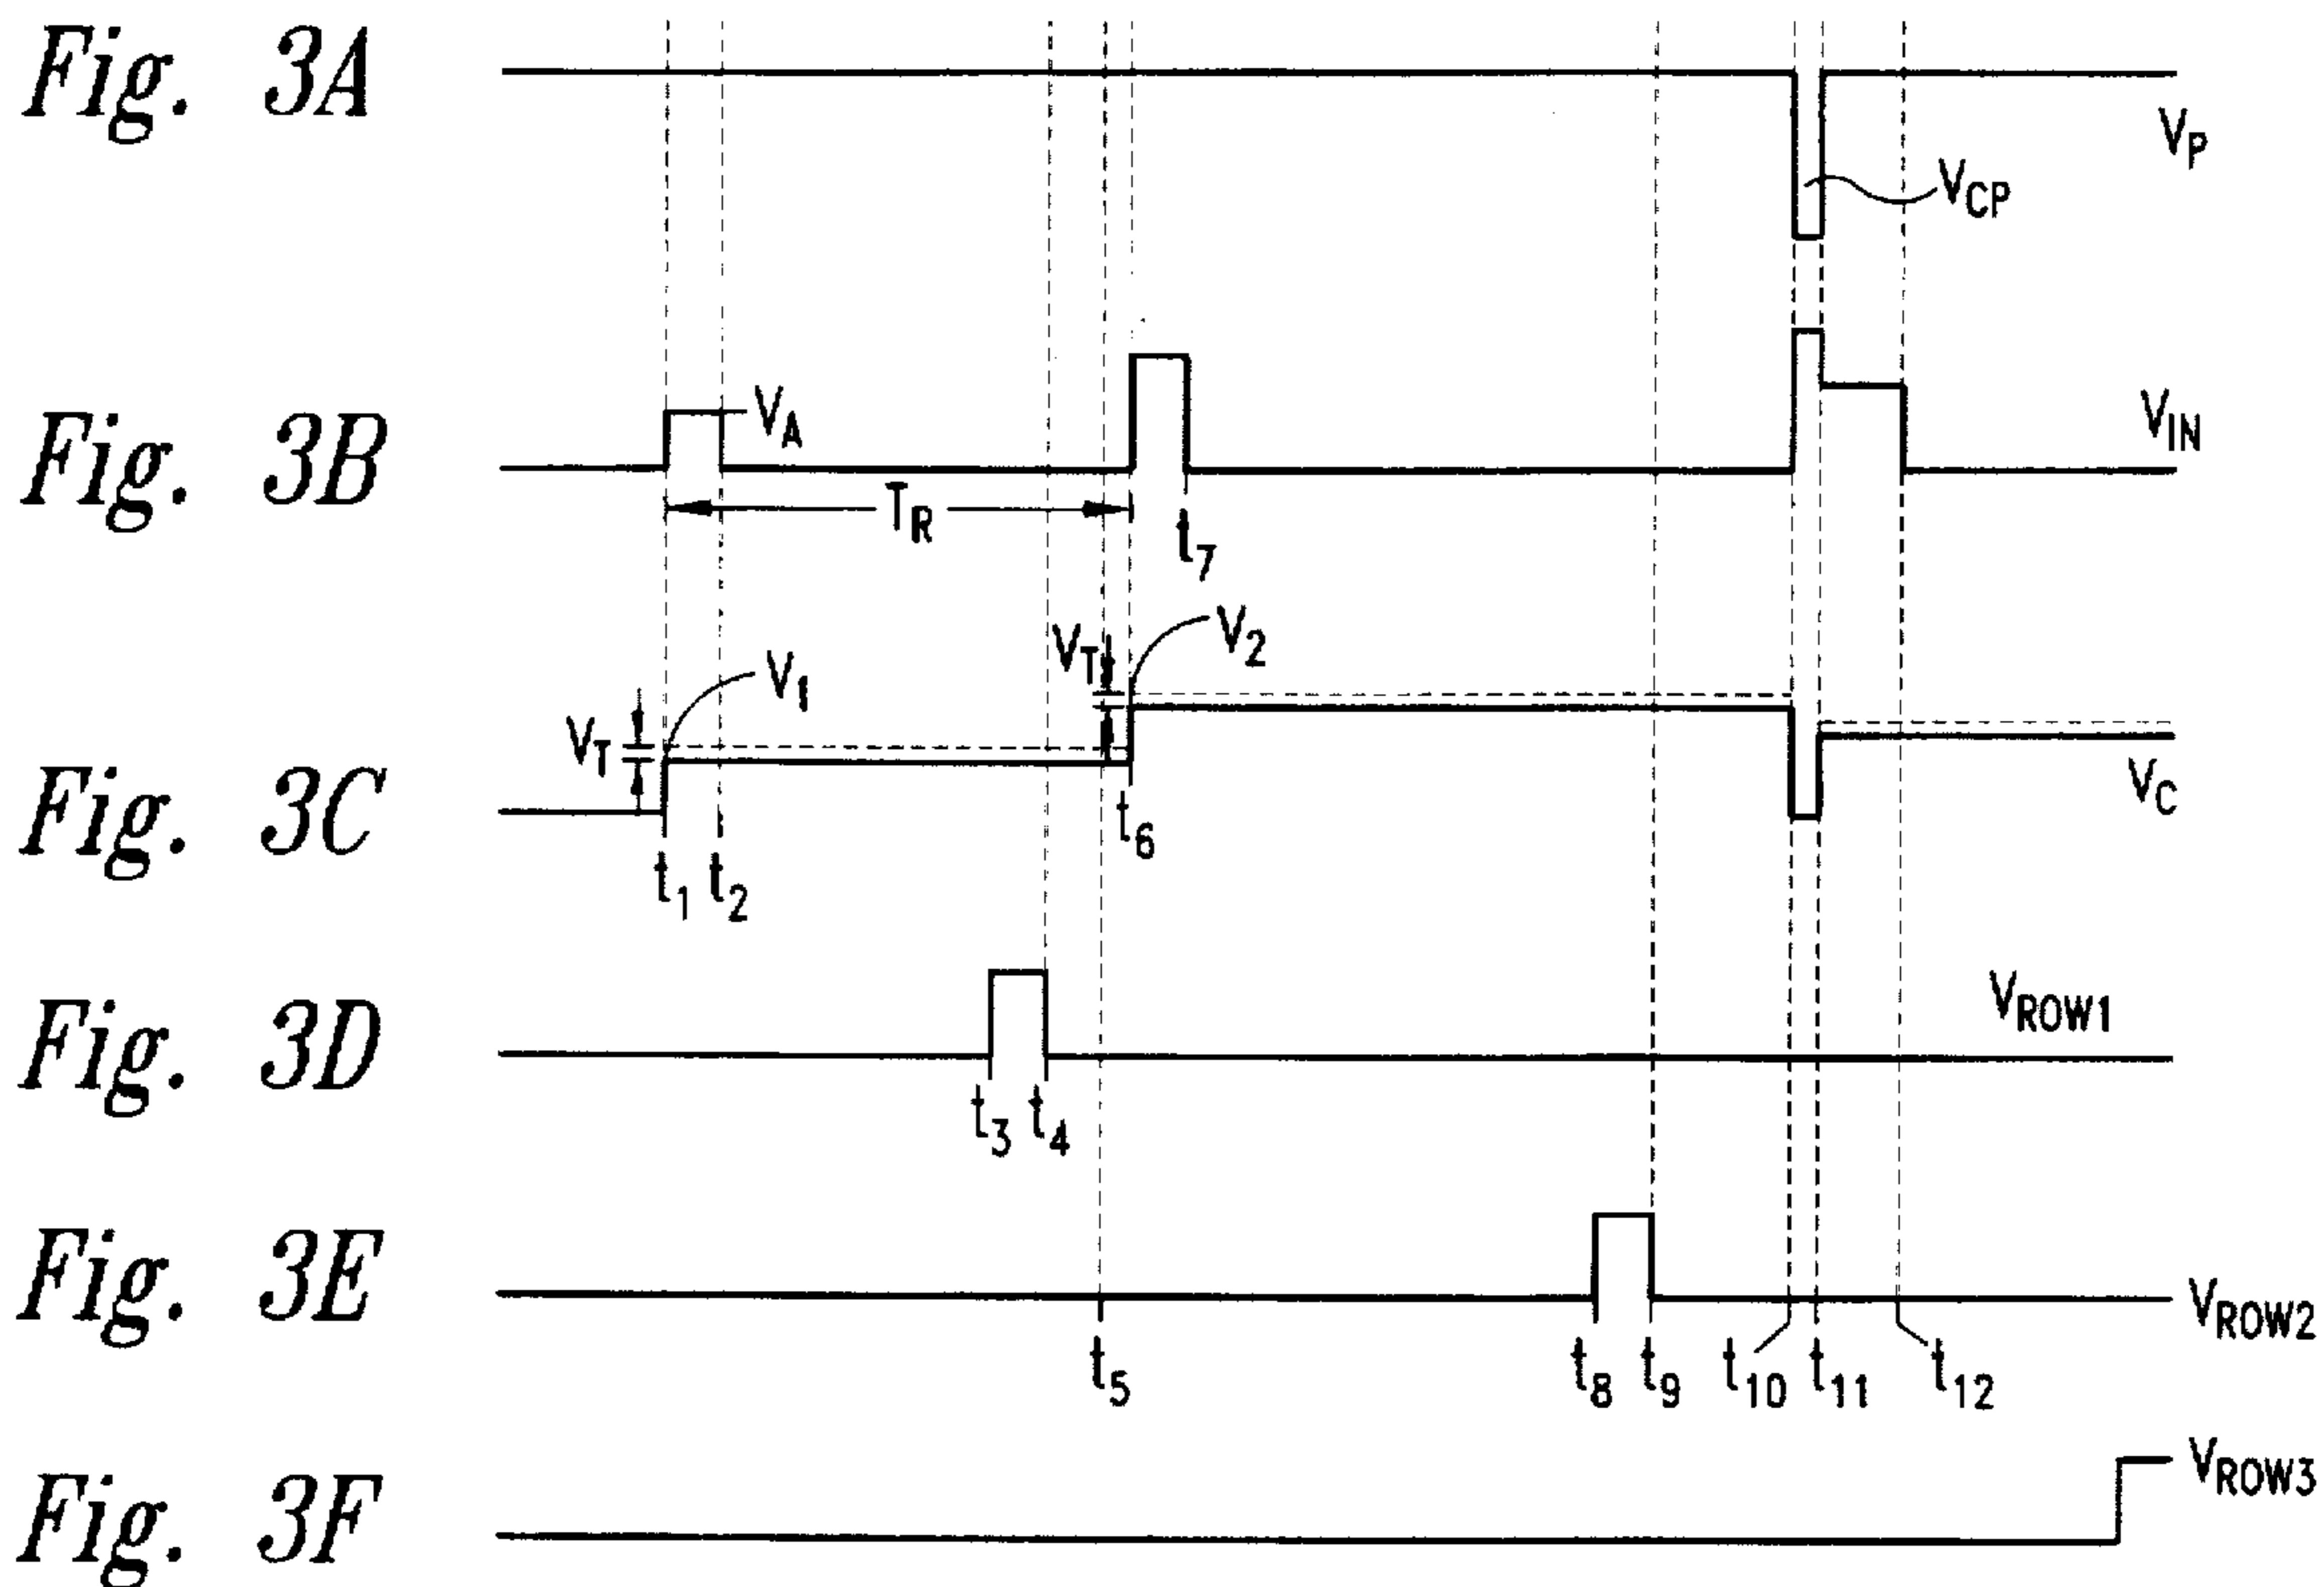 Fig. 3A
V_P
V_CP
Fig. 3B
V_A
V_IN
T_R
t_7
Fig. 3C
V_T
V_1
V_T
V_2
V_C
t_6
t_1 t_2
Fig. 3D
V_ROW1
t_3 t_4
Fig. 3E
V_ROW2
t_5 t_8 t_9 t_10 t_11 t_12
Fig. 3F
V_ROW3